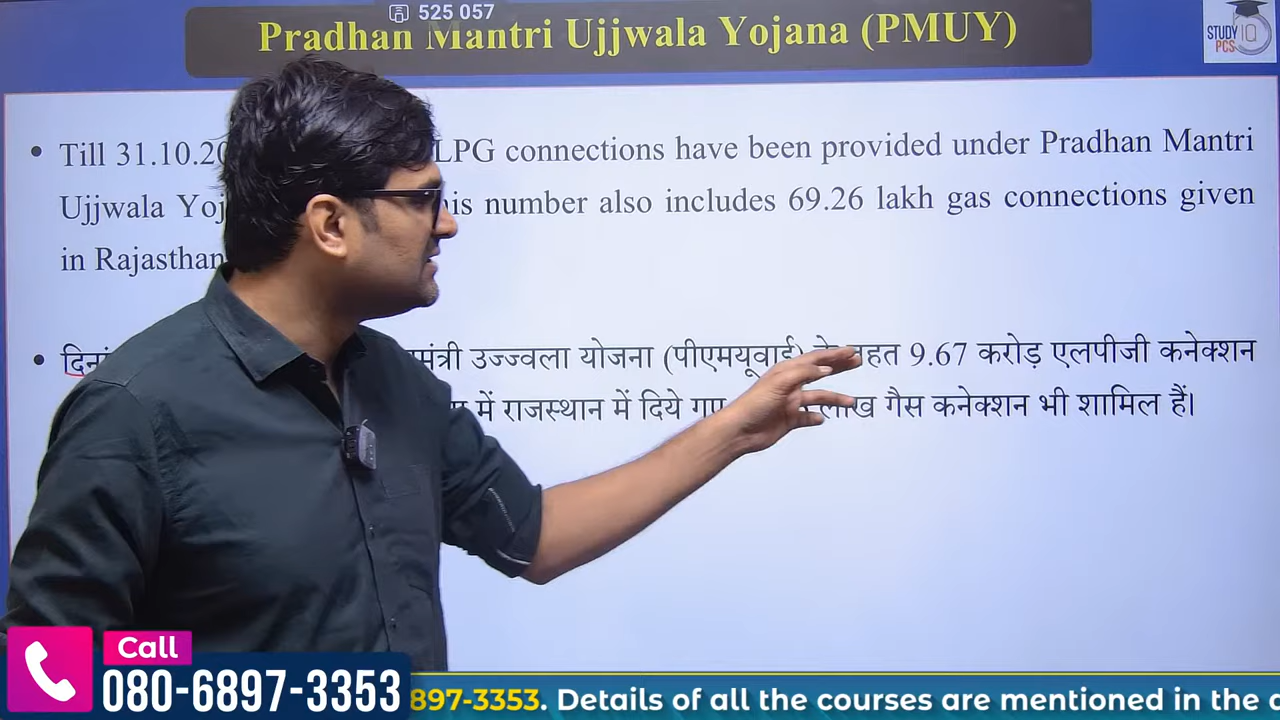 525 057
Pradhan Mantri Ujjwala Yojana (PMUY)
STUDY IQ
PCS
Till 31.10.20 LPG connections have been provided under Pradhan Mantri
Ujjwala number also includes 69.26 lakh gas connections given
in Rajasthan
(पीएमयूवाई) तहत 9.67 करोड़ एलपीजी कनेक्शन
उज्ज्वला योजना
में राजस्थान में दिये गए लाख गैस कनेक्शन भी शामिल हैं।
Call
080-6897-3353
897-3353. Details of all the courses are mentioned in the